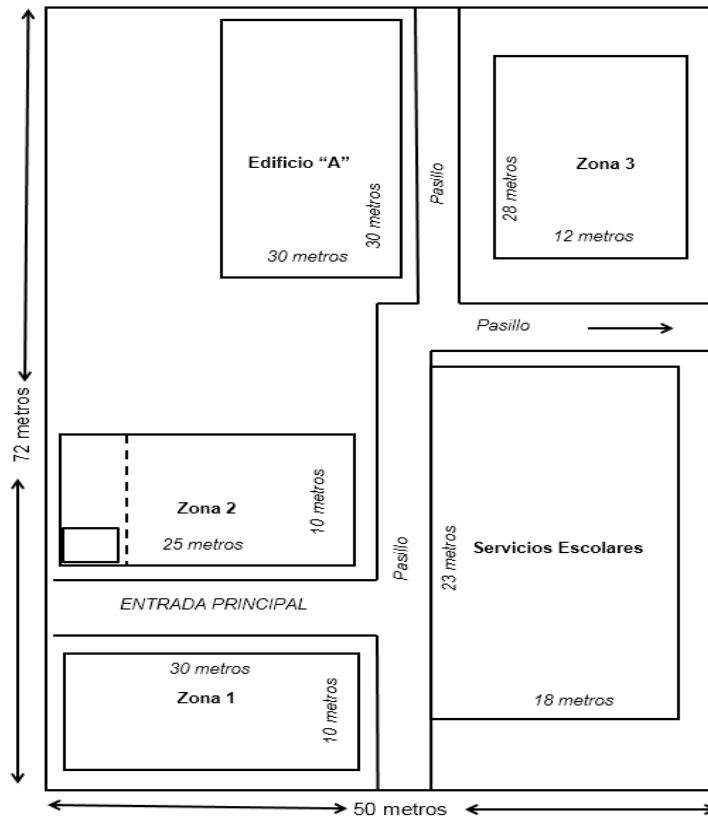 Edificio “A”
30 metros
30 metros
Pasillo
Zona 3
28 metros
12 metros
Pasillo
72 metros
Zona 2
25 metros
10 metros
Pasillo
Servicios Escolares
23 metros
18 metros
ENTRADA PRINCIPAL
30 metros
Zona 1
10 metros
50 metros